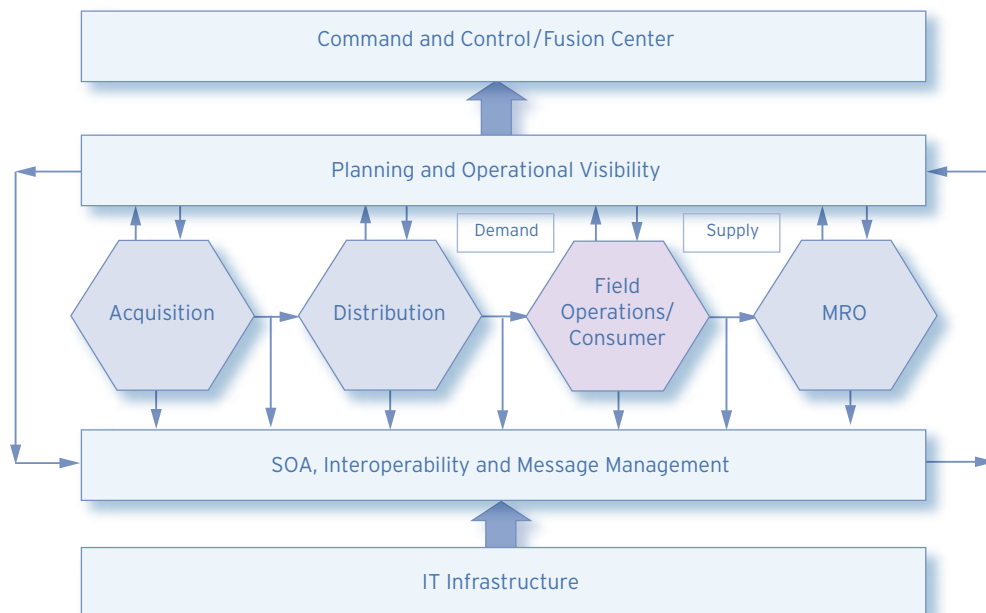 Command and Control/Fusion Center
Planning and Operational Visibility
Demand
Supply
Acquisition
Distribution
Field
Operations/
Consumer
MRO
SOA, Interoperability and Message Management
IT Infrastructure